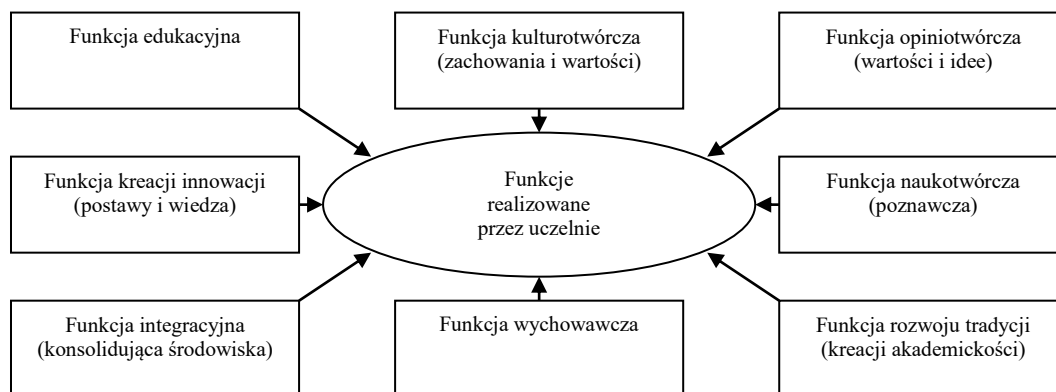 Funkcja edukacyjna
Funkcja kulturotwórcza
(zachowania i wartości)
Funkcja opiniotwórcza
(wartości i idee)
Funkcja kreacji innowacji
(postawy i wiedza)
Funkcje
realizowane
przez uczelnie
Funkcja naukotwórcza
(poznawcza)
Funkcja integracyjna
(konsolidująca środowiska)
Funkcja wychowawcza
Funkcja rozwoju tradycji
(kreacji akademickości)